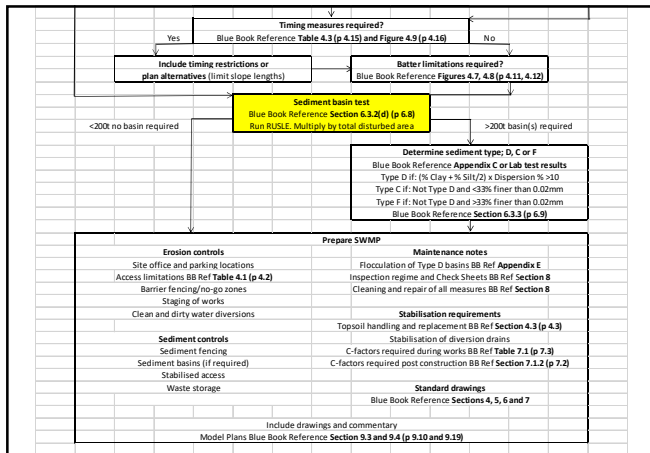 Timing measures required?
Yes
Blue Book Reference Table 4.3 (p 4.15) and Figure 4.9 (p 4.16)
No
Include timing restrictions or
plan alternatives (limit slope lengths)
Batter limitations required?
Blue Book Reference Figures 4.7, 4.8 (p 4.11, 4.12)
Sediment basin test
Blue Book Reference Section 6.3.2(d) (p 6.8)
Run RUSLE. Multiply by total disturbed area
<200t no basin required
>200t basin(s) required
Determine sediment type; D, C or F
Blue Book Reference Appendix C or Lab test results
Type D if: (% Clay + % Silt/2) x Dispersion % >10
Type C if: Not Type D and <33% finer than 0.02mm
Type F if: Not Type D and >33% finer than 0.02mm
Blue Book Reference Section 6.3.3 (p 6.9)
Prepare SWMP
Erosion controls
Site office and parking locations
Access limitations BB Ref Table 4.1 (p 4.2)
Barrier fencing/no-go zones
Staging of works
Clean and dirty water diversions
Sediment controls
Sediment fencing
Sediment basins (if required)
Stabilised access
Waste storage
Maintenance notes
Flocculation of Type D basins BB Ref Appendix E
Inspection regime and Check Sheets BB Ref Section 8
Cleaning and repair of all measures BB Ref Section 8
Stabilisation requirements
Topsoil handling and replacement BB Ref Section 4.3 (p 4.3)
Stabilisation of diversion drains
C-factors required during works BB Ref Table 7.1 (p 7.3)
C-factors required post construction BB Ref Section 7.1.2 (p 7.2)
Standard drawings
Blue Book Reference Sections 4, 5, 6 and 7
Include drawings and commentary
Model Plans Blue Book Reference Section 9.3 and 9.4 (p 9.10 and 9.19)